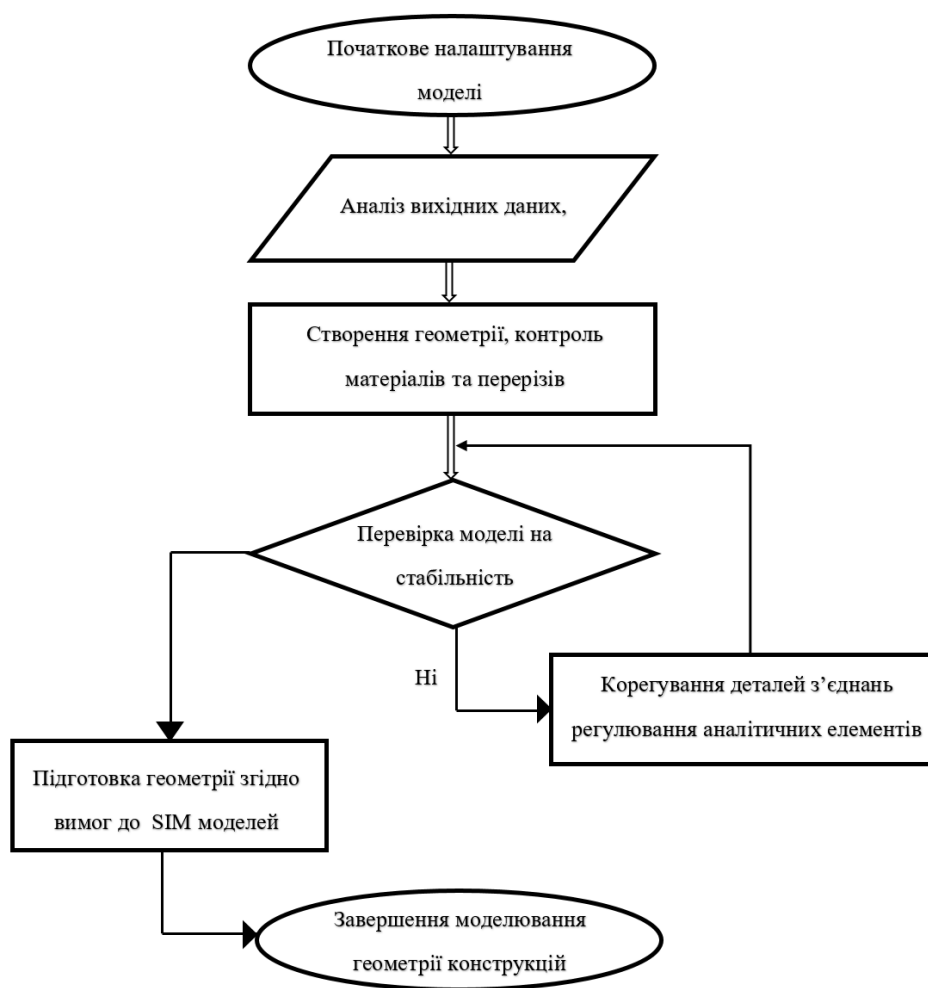 Початкове налаштування
моделі
Аналіз вихідних даних,
Створення геометрії, контроль
матеріалів та перерізів
Перевірка моделі на
стабільність
Ні
Корегування деталей з’єднань
регулювання аналітичних елементів
Підготовка геометрії згідно
вимог до SIM моделей
Завершення моделювання
геометрії конструкцій